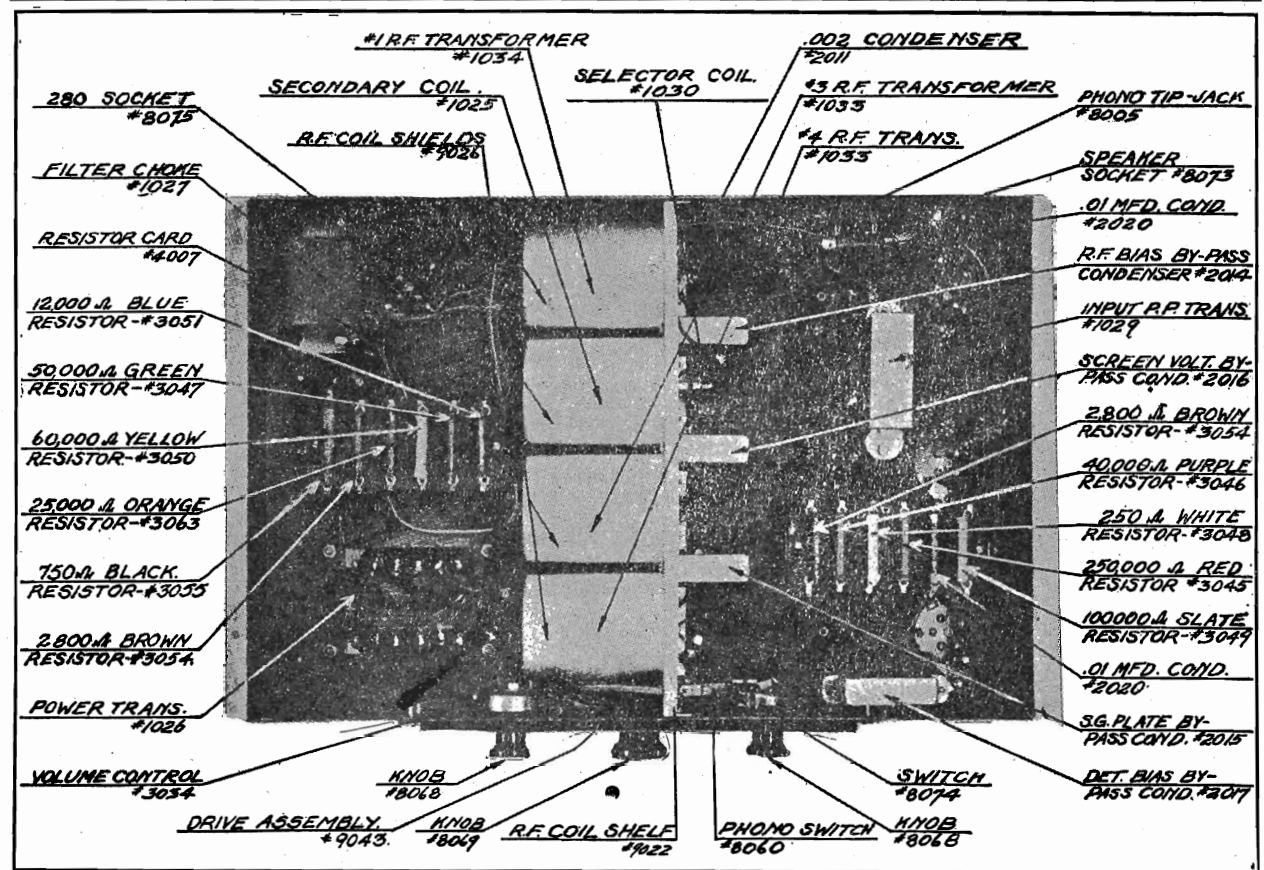 #1 R.F. TRANSFORMER
#1034
.002 CONDENSER
#2011
SECONDARY COIL.
#1025
SELECTOR COIL.
#1030
#3 R.F. TRANSFORMER
#1033
280 SOCKET
#8075
PHONO TIP-JACK
#8005
R.F. COIL SHIELDS
#9026
#4 R.F. TRANS.
#1033
FILTER CHOKE
#1027
SPEAKER
SOCKET #8073
RESISTOR CARD
#4007
.01 MFD. COND.
#2020
12,000 Ω BLUE
RESISTOR-#3051
R.F. BIAS BY-PASS
CONDENSER #2014
50,000 Ω GREEN
RESISTOR-#3047
INPUT P.P. TRANS.
#1029
60,000 Ω YELLOW
RESISTOR-#3050
SCREEN VOLT. BY-
PASS COND. #2016
25,000 Ω ORANGE
RESISTOR-#3063
2,800 Ω BROWN
RESISTOR-#3054
750 Ω BLACK.
RESISTOR-#3055
40,000 Ω PURPLE
RESISTOR-#3046
2800 Ω BROWN
RESISTOR-#3054
250 Ω WHITE
RESISTOR-#3048
POWER TRANS.
#1026
250,000 Ω RED
RESISTOR #3045
100000 Ω SLATE
RESISTOR-#3049
.01 MFD. COND.
#2020
S.G. PLATE BY-
PASS COND. #2015
VOLUME CONTROL
#3034
KNOB
#8068
SWITCH
#8074
DET. BIAS BY-
PASS COND. #2017
DRIVE ASSEMBLY.
#9043
KNOB
#8069
R.F. COIL SHELF
#9022
PHONO SWITCH
#8060
KNOB
#8068